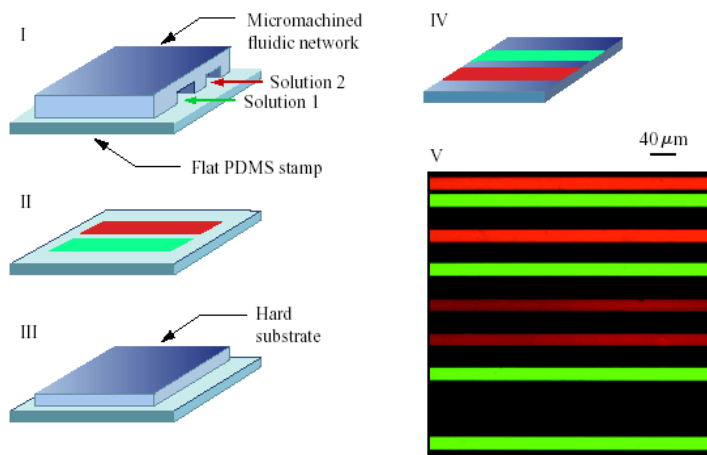 I
Micromachined
fluidic network
Solution 2
Solution 1
Flat PDMS stamp
II
III
Hard
substrate
IV
40 μm
V